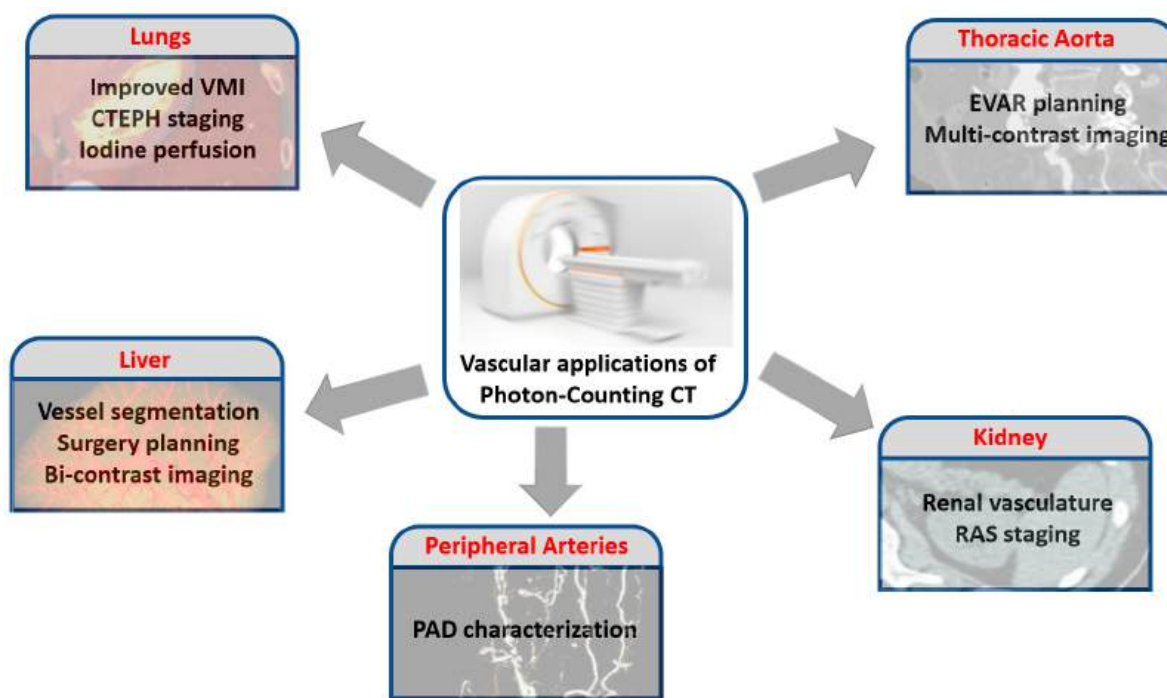 Lungs
Improved VMI
CTEPH staging
Iodine perfusion
Thoracic Aorta
EVAR planning
Multi-contrast imaging
Vascular applications of
Photon-Counting CT
Liver
Vessel segmentation
Surgery planning
Bi-contrast imaging
Kidney
Renal vasculature
RAS staging
Peripheral Arteries
PAD characterization